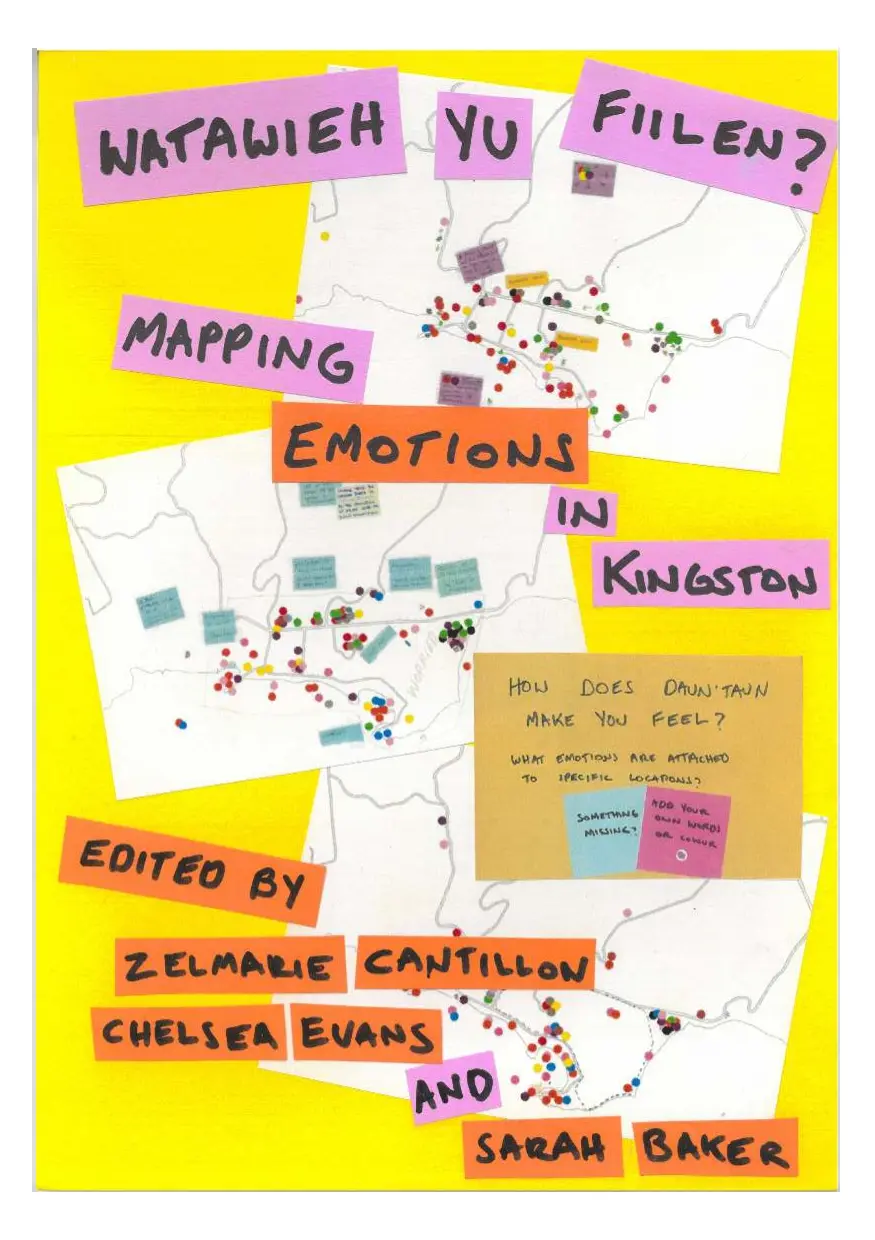 WATAWIEH YU FIILEN?
MAPPING
EMOTIONS
IN
KINGSTON
WORRIED
HOW DOES DAUN'TAUN
MAKE YOU FEEL?
WHAT EMOTIONS ARE ATTACHED
TO SPECIFIC LOCATIONS?
SOMETHING
MISSING?
ADD YOUR
OWN WORDS
OR COLOUR
EDITED BY
ZELMARIE CANTILLON
CHELSEA EVANS
AND
SARAH BAKER